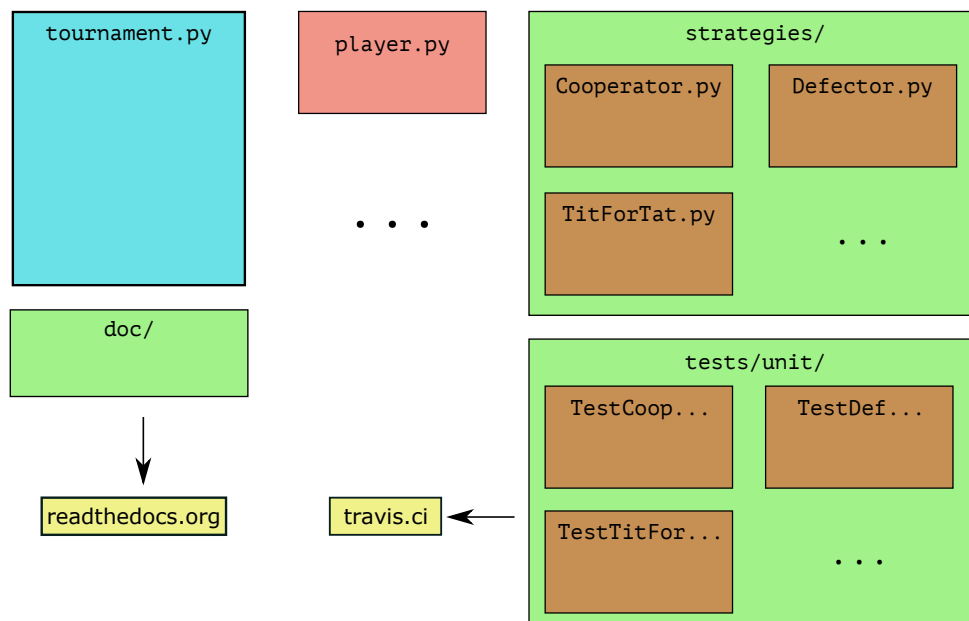 tournament.py
player.py
. . .
strategies/
Cooperator.py
Defector.py
TitForTat.py
...
doc/
readthedocs.org
travis.ci
tests/unit/
TestCoop...
TestDef...
TestTitFor...
...